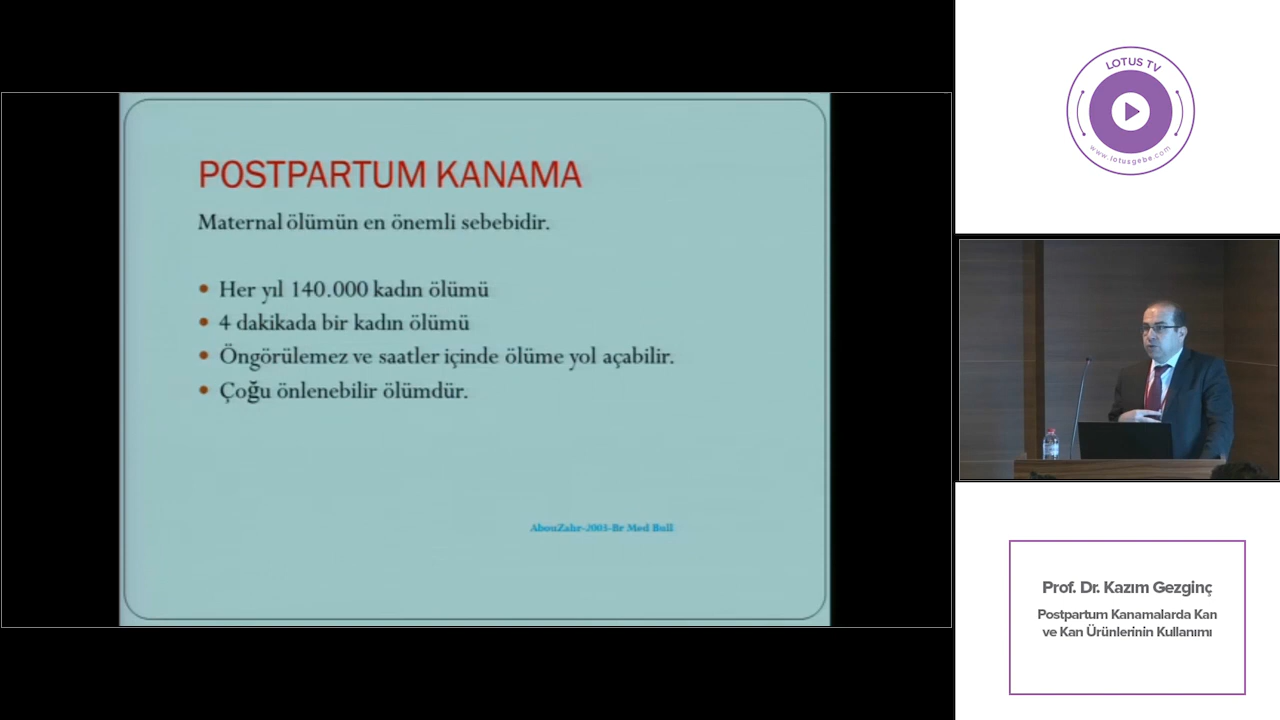 POSTPARTUM KANAMA
Maternal ölümün en önemli sebebidir.
• Her yıl 140.000 kadın ölümü
• 4 dakikada bir kadın ölümü
• Öngörülemez ve saatler içinde ölüme yol açabilir.
• Çoğu önlenebilir ölümdür.
AbouZahr-2003-Br Med Bull
LOTUS TV
www.lotusgebe.com
Prof. Dr. Kazım Gezginç
Postpartum Kanamalarda Kan
ve Kan Ürünlerinin Kullanımı